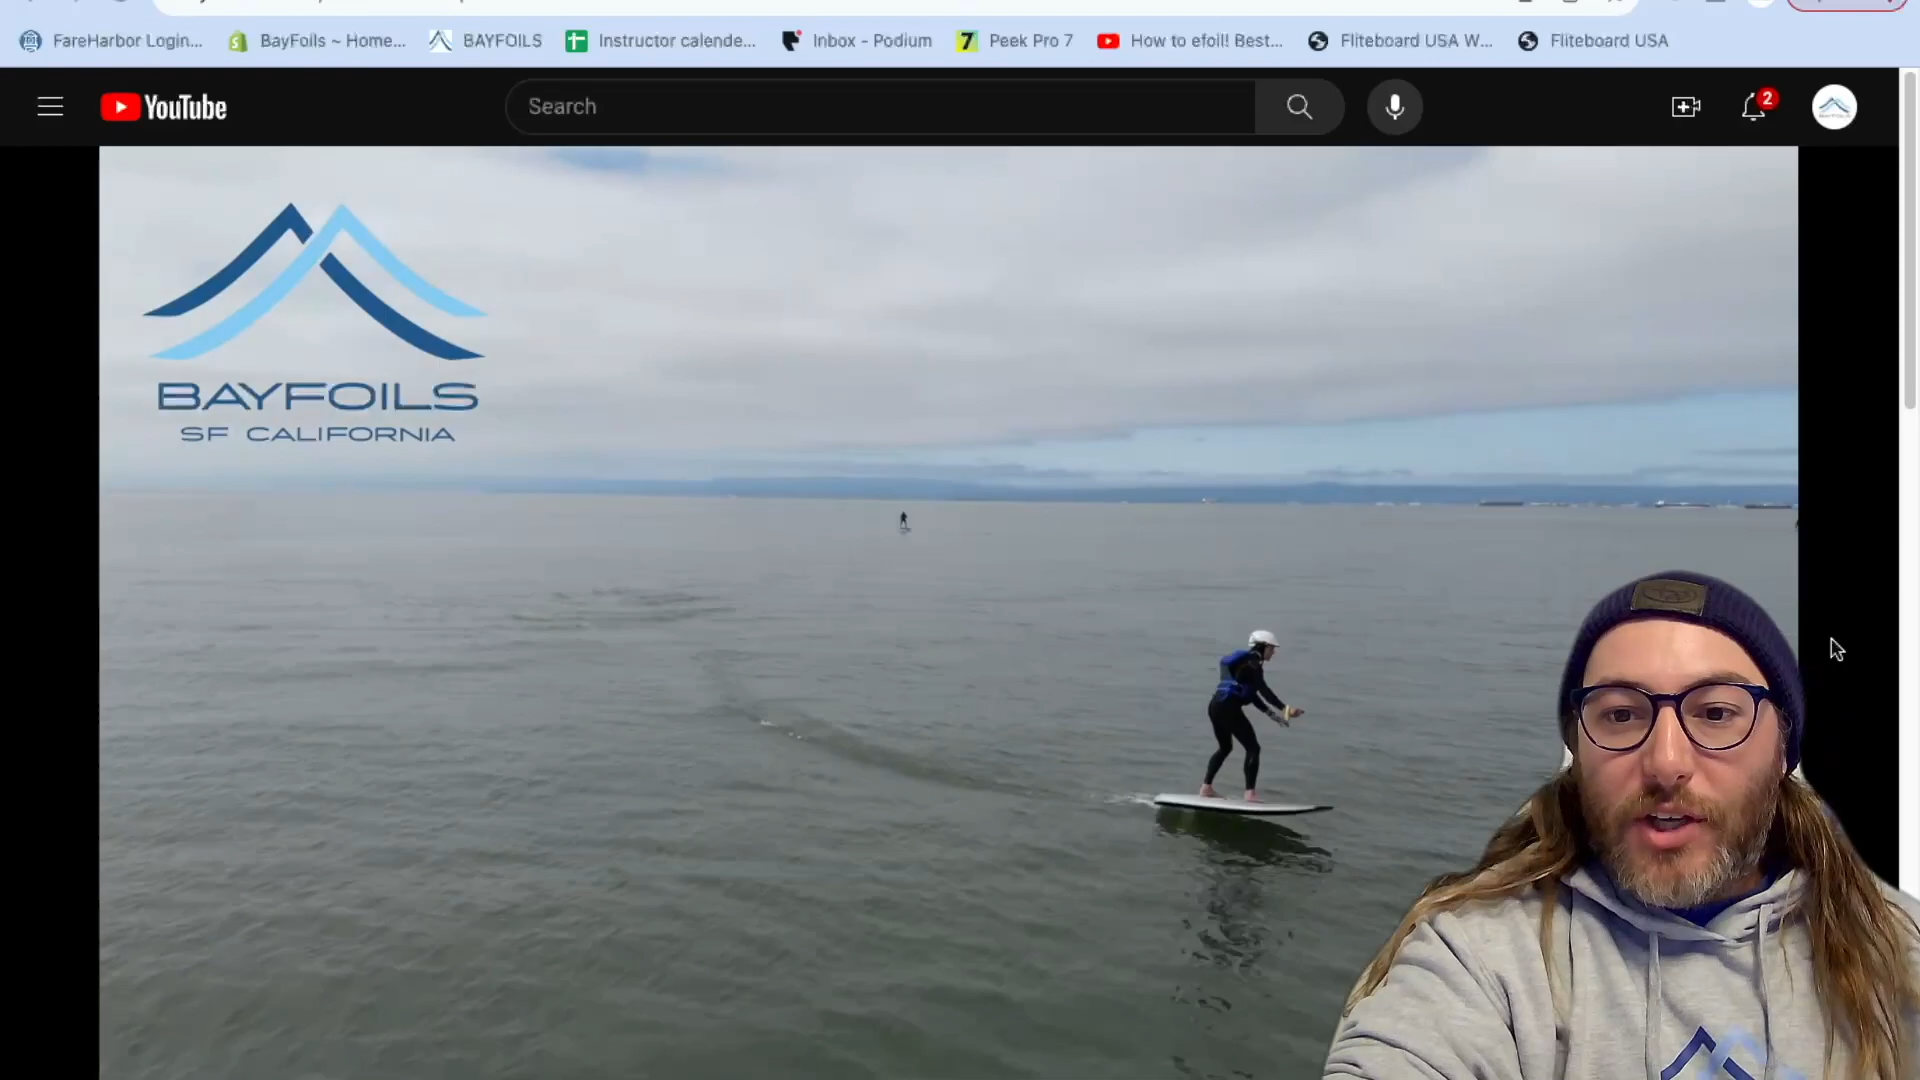 FareHarbor Login... BayFoils ~ Home... BAYFOILS Instructor calende... Inbox - Podium 7 Peek Pro 7 How to efoil! Best... Fliteboard USA W... Fliteboard USA
YouTube Search 2
BAYFOILS
SF CALIFORNIA